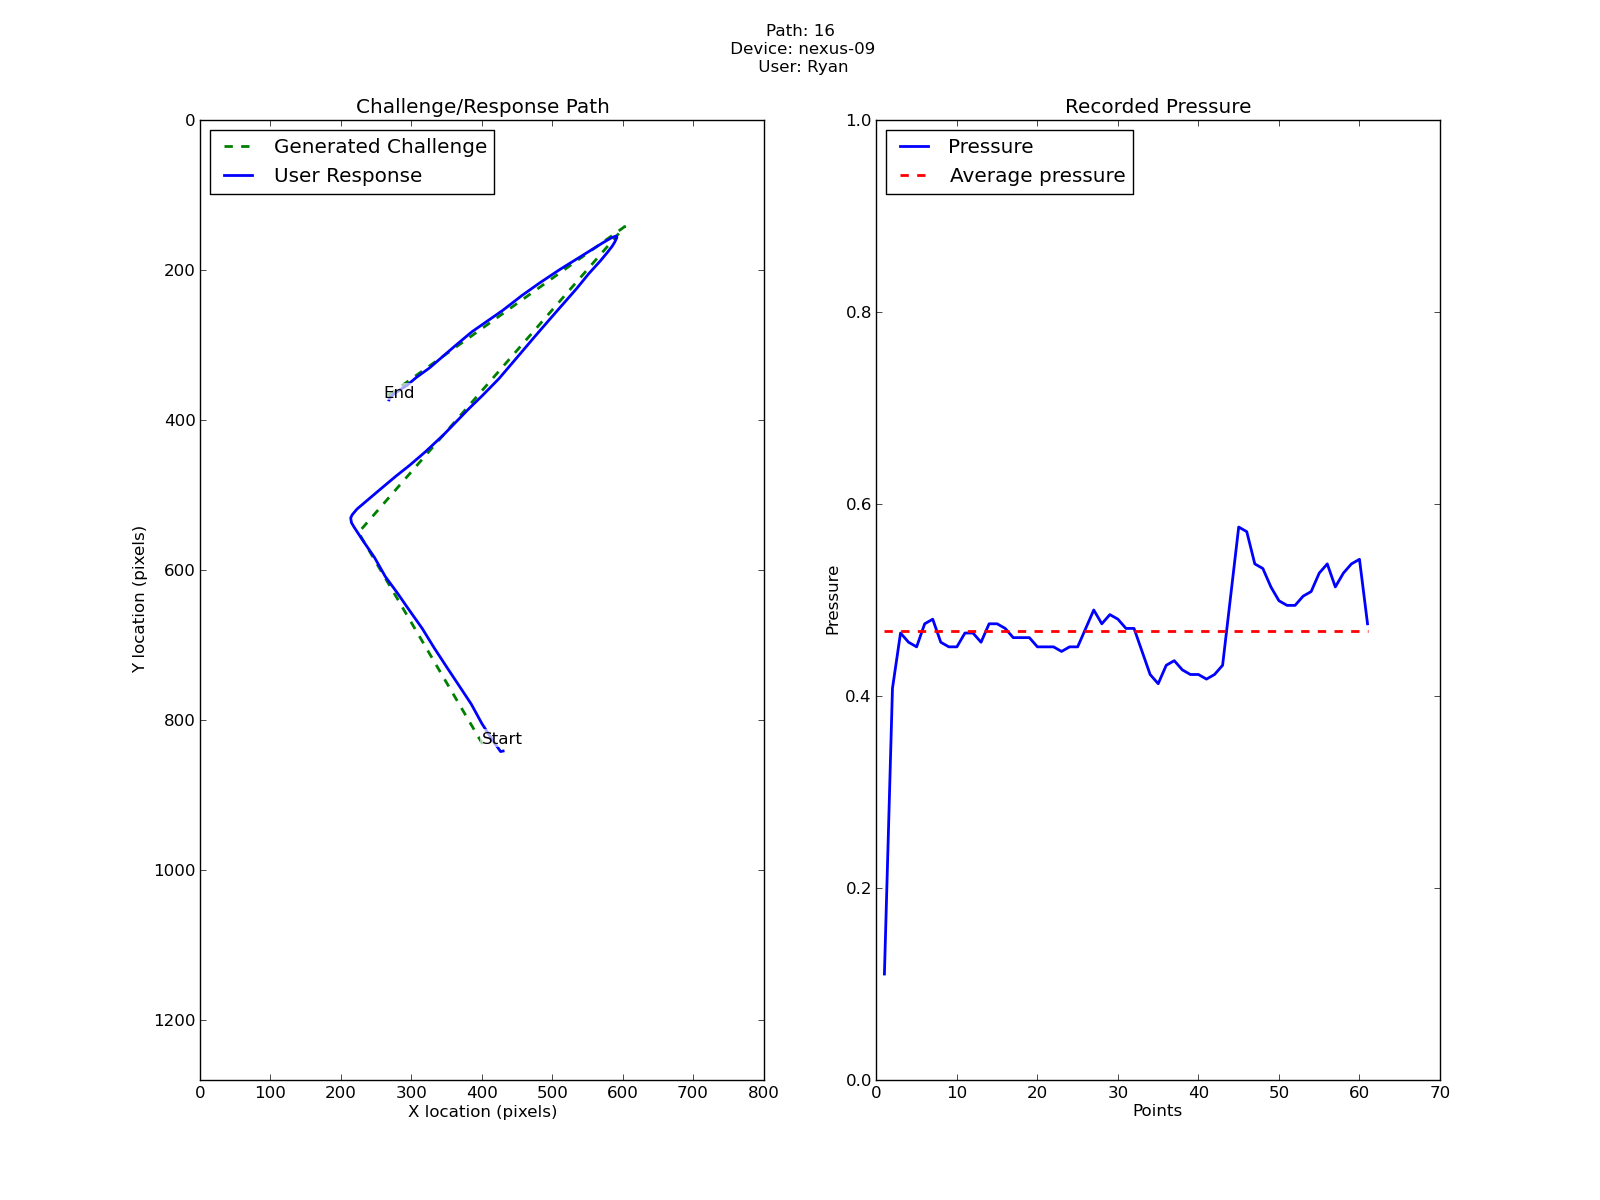 Path: 16
Device: nexus-09
User: Ryan
Challenge/Response Path
Generated Challenge
User Response
0
200
400
600
800
1000
1200
Y location (pixels)
End
Start
0 100 200 300 400 500 600 700 800
X location (pixels)
Recorded Pressure
Pressure
Average pressure
1.0
0.8
0.6
0.4
0.2
0.0
Pressure
0 10 20 30 40 50 60 70
Points